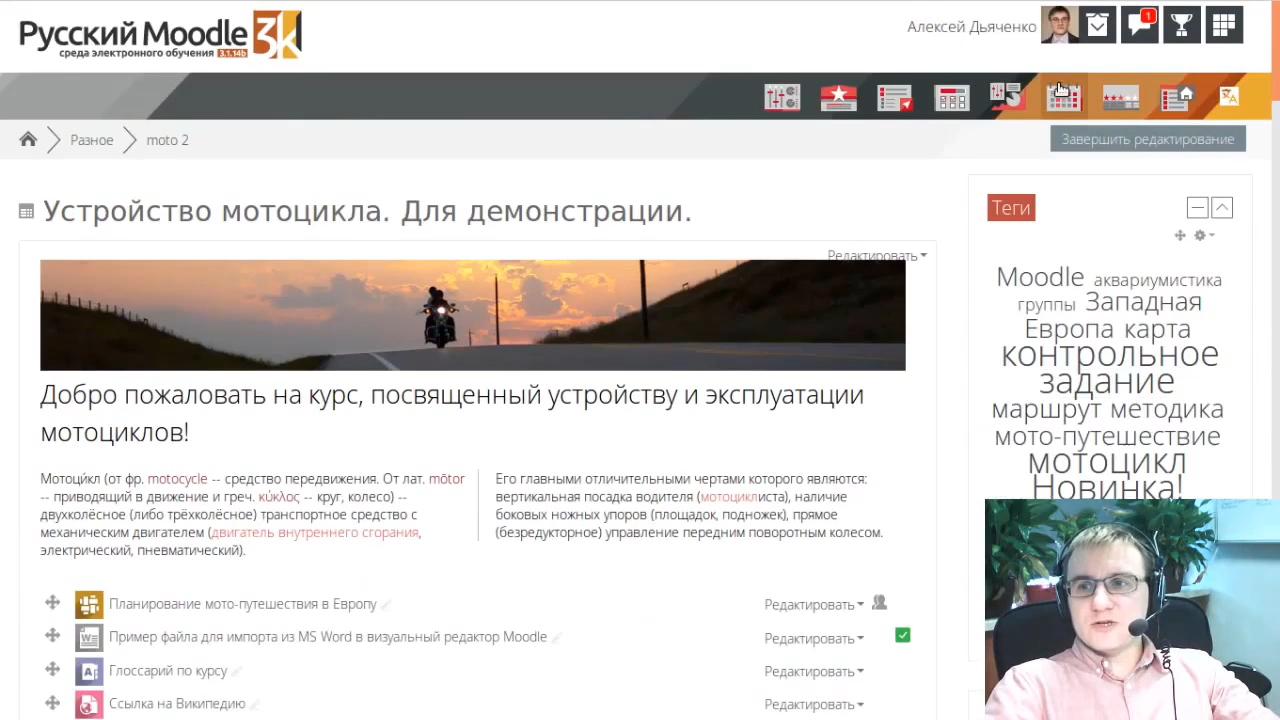 Русский Moodle 3k
среда электронного обучения 3.1.14b
Алексей Дьяченко
1
Разное
moto 2
Завершить редактирование
Устройство мотоцикла. Для демонстрации.
Редактировать
Добро пожаловать на курс, посвященный устройству и эксплуатации
мотоциклов!
Мотоци́кл (от фр. motocycle -- средство передвижения. От лат. mōtor
-- приводящий в движение и греч. κύκλος -- круг, колесо) --
двухколёсное (либо трёхколёсное) транспортное средство с
механическим двигателем (двигатель внутреннего сгорания,
электрический, пневматический).
Его главными отличительными чертами которого являются:
вертикальная посадка водителя (мотоциклиста), наличие
боковых ножных упоров (площадок, подножек), прямое
(безредукторное) управление передним поворотным колесом.
Планирование мото-путешествия в Европу
Редактировать
Пример файла для импорта из MS Word в визуальный редактор Moodle
Редактировать
Глоссарий по курсу
Редактировать
Ссылка на Википедию
Редактировать
Теги
Moodle аквариумистика
группы Западная
Европа карта
контрольное
задание
маршрут методика
мото-путешествие
мотоцикл
Новинка!